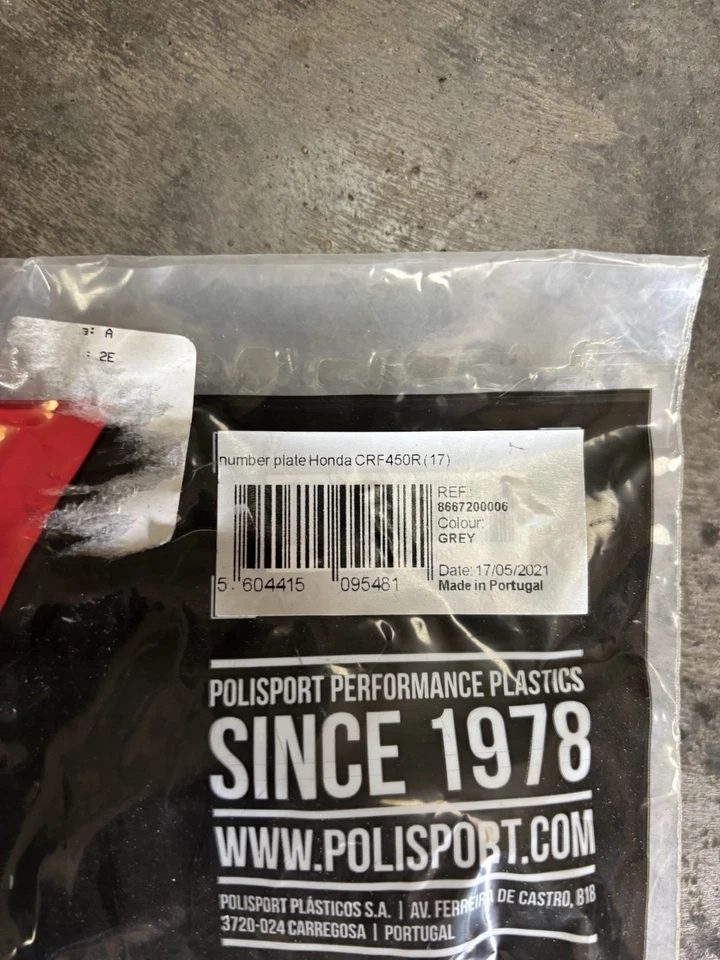 : A
: 2E
number plate Honda CRF450R (17)
REF.:
8667200006
Colour:
GREY
Date: 17/05/2021
Made in Portugal
5 604415 095481
POLISPORT PERFORMANCE PLASTICS
SINCE 1978
WWW.POLISPORT.COM
POLISPORT PLÁSTICOS S.A. | AV. FERREIRA DE CASTRO, 818
3720-024 CARREGOSA | PORTUGAL